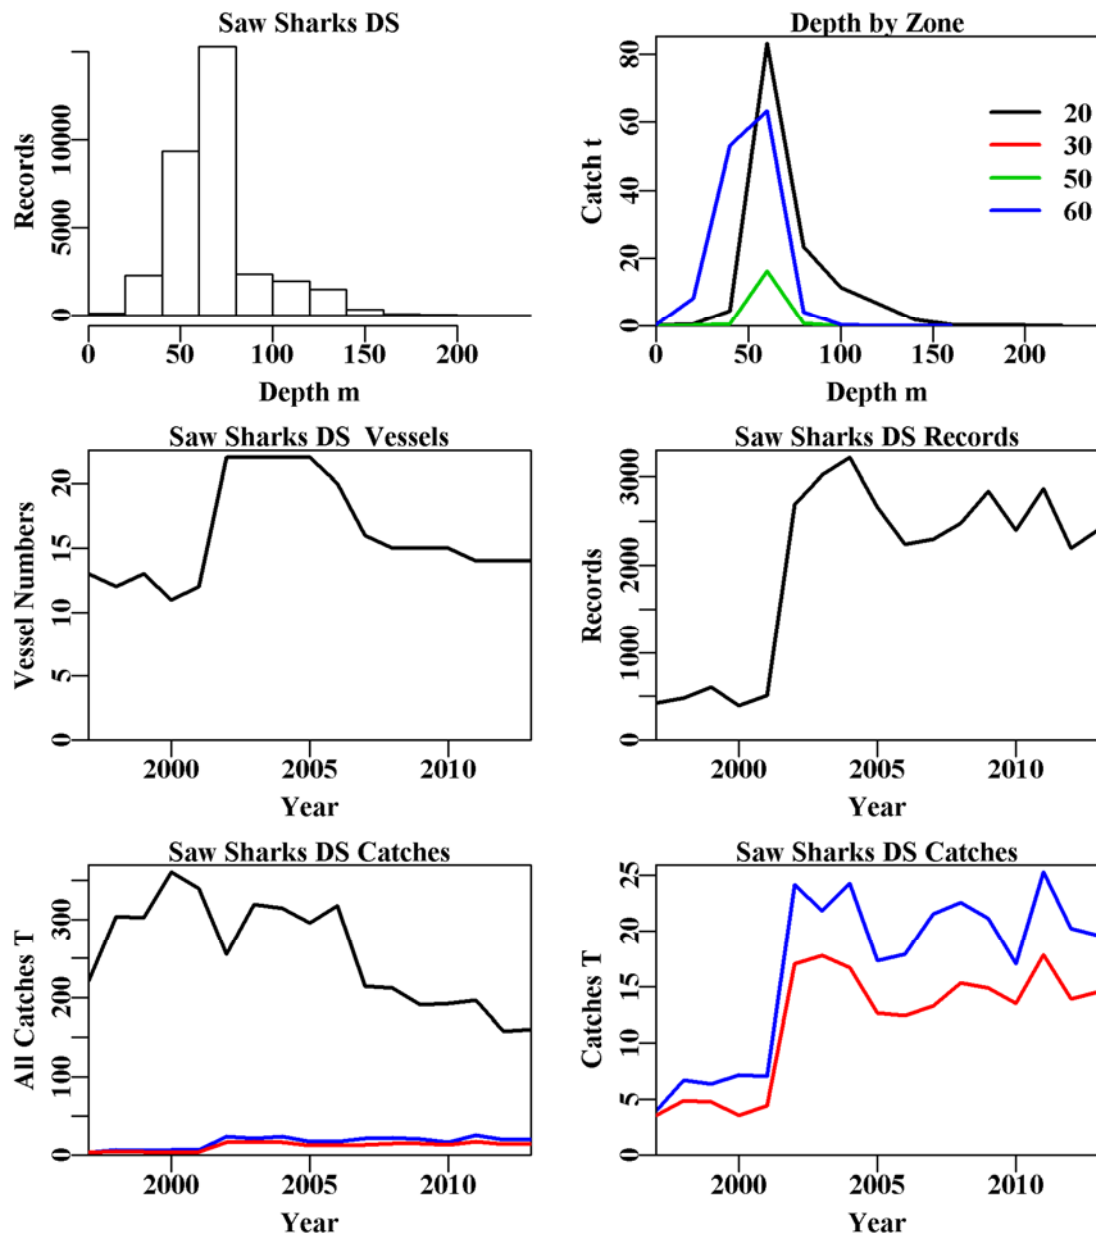 Saw Sharks DS
Records
0 5000 10000
0 50 100 150 200
Depth m
Depth by Zone
Catch t
0 20 40 60 80
20
30
50
60
0 50 100 150 200
Depth m
Saw Sharks DS Vessels
Vessel Numbers
0 5 10 15 20
2000 2005 2010
Year
Saw Sharks DS Records
Records
0 1000 2000 3000
2000 2005 2010
Year
Saw Sharks DS Catches
All Catches T
0 100 200 300
2000 2005 2010
Year
Saw Sharks DS Catches
Catches T
0 5 10 15 20 25
2000 2005 2010
Year